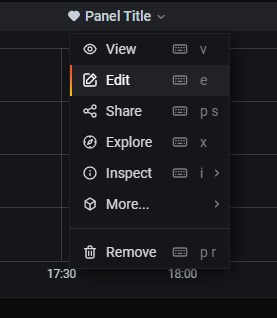 Panel Title
View v
Edit e
Share p s
Explore x
Inspect i
More...
Remove p r
17:30 18:00